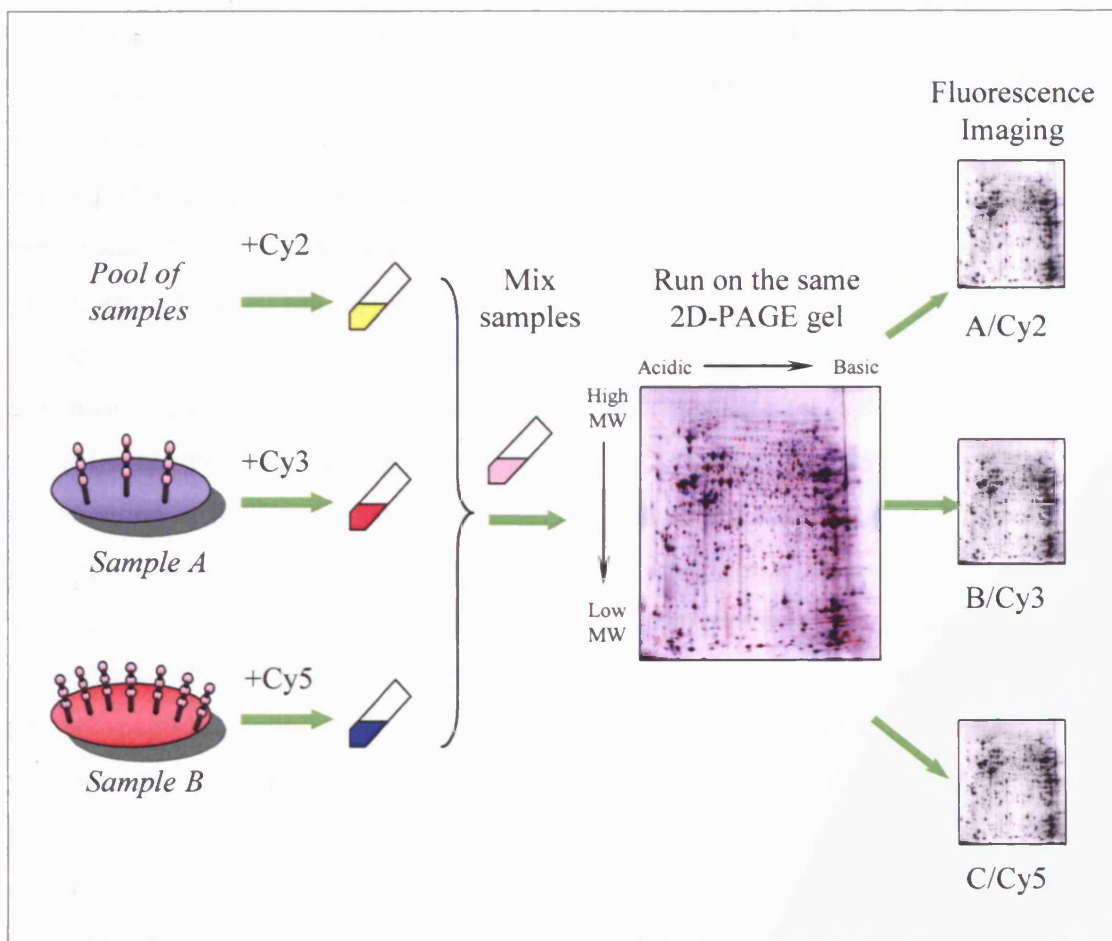 Fluorescence
Imaging
+Cy2
Pool of
samples
Mix
samples
Run on the same
2D-PAGE gel
A/Cy2
Acidic
Basic
High
MW
+Cy3
Sample A
B/Cy3
Low
MW
+Cy5
Sample B
C/Cy5